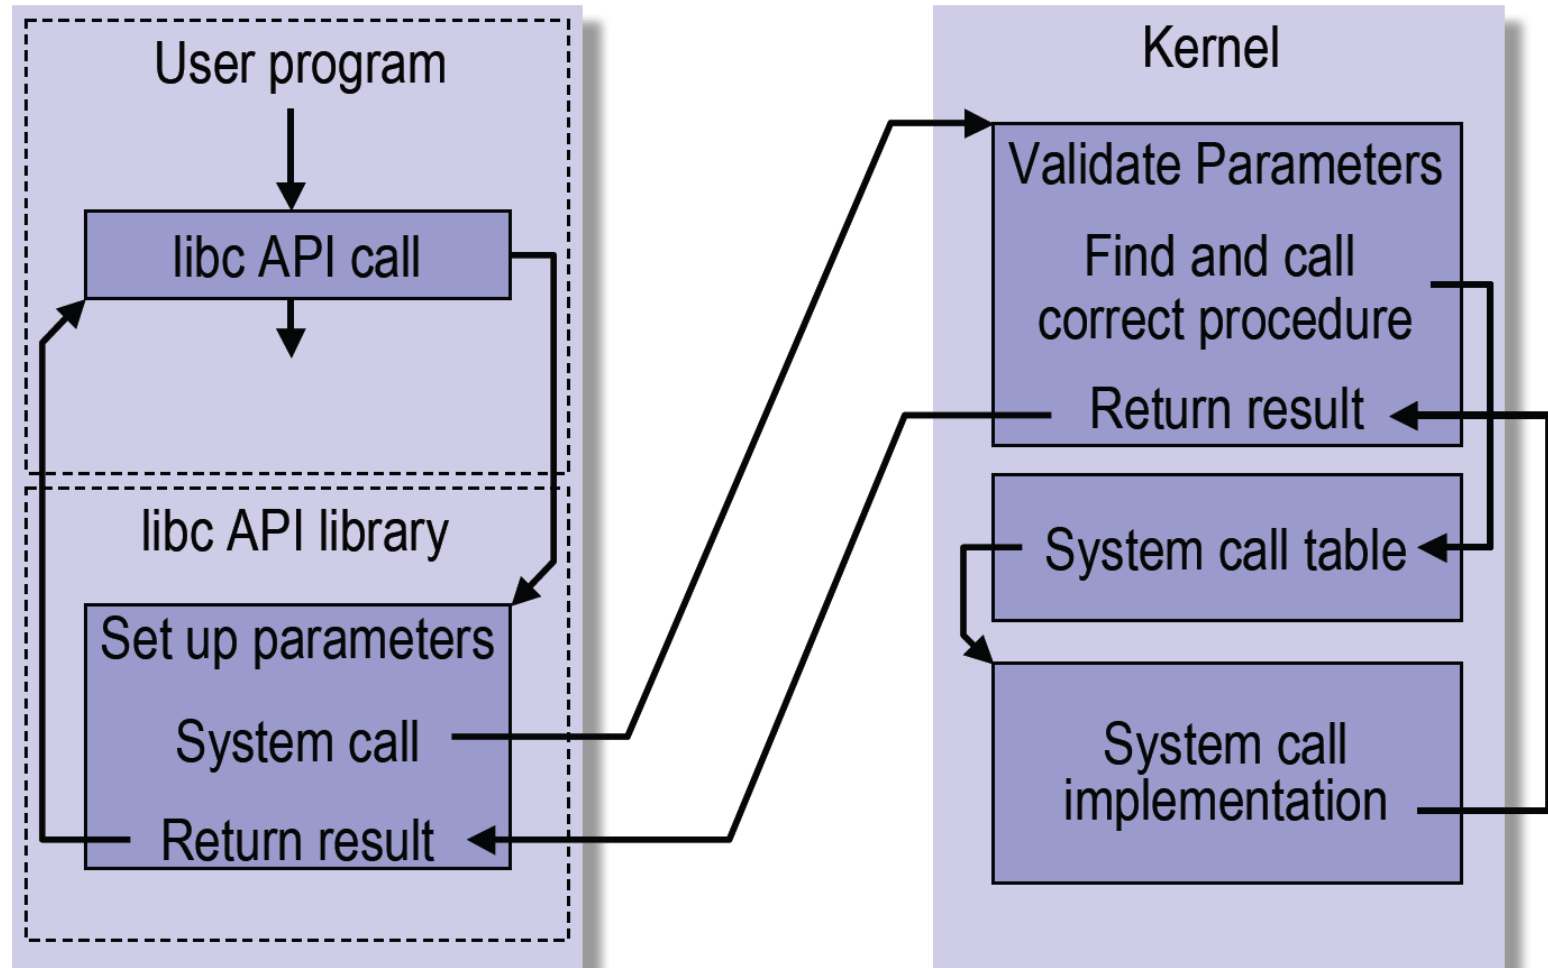 User program
libc API call
libc API library
Set up parameters
System call
Return result
Kernel
Validate Parameters
Find and call
correct procedure
Return result
System call table
System call
implementation